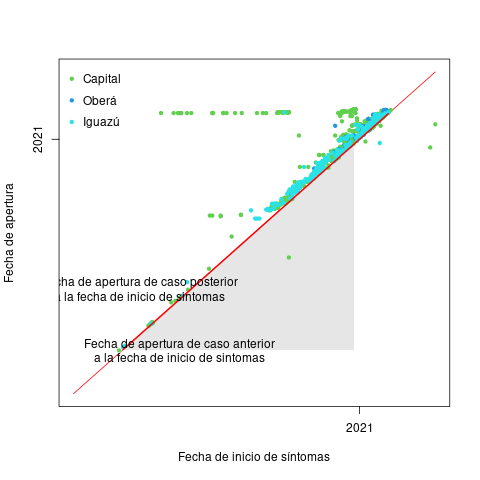 Capital
Oberá
Iguazú
2021
Fecha de apertura
cha de apertura de caso posterior
a la fecha de inicio de sintomas
Fecha de apertura de caso anterior
a la fecha de inicio de sintomas
2021
Fecha de inicio de síntomas